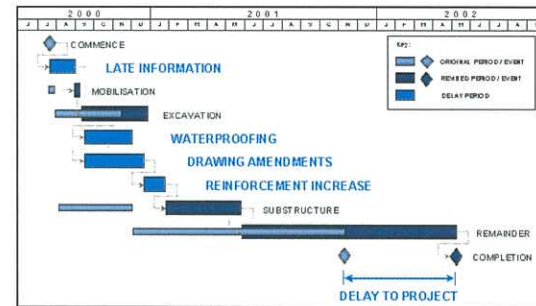 2000 2001 2002
J J A S O N D J F M A M J J A S O N D J F M A M J J A S
Key:
COMMENCE
ORIGINAL PERIOD / EVENT
LATE INFORMATION
REVISED PERIOD / EVENT
MOBILISATION
DELAY PERIOD
EXCAVATION
WATERPROOFING
DRAWING AMENDMENTS
REINFORCEMENT INCREASE
SUBSTRUCTURE
REMAINDER
COMPLETION
DELAY TO PROJECT